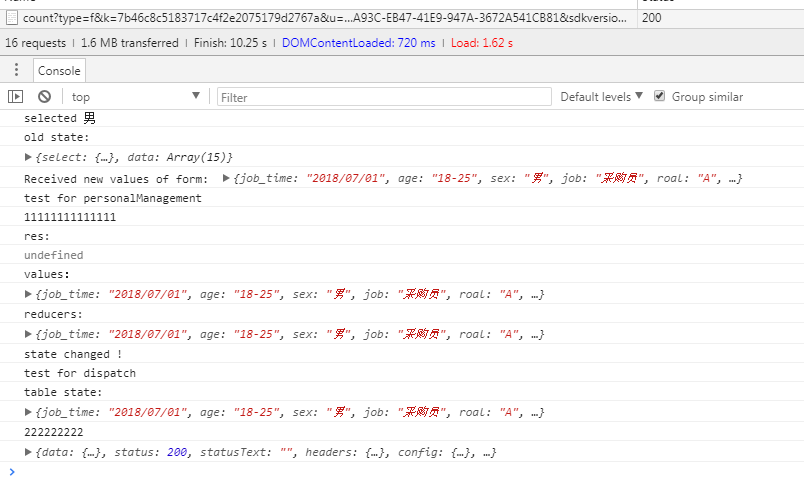 count?type=f&k=7b46c8c5183717c4f2e2075179d2767a&u=...A93C-EB47-41E9-947A-3672A541CB81&sdkversio... 200
16 requests | 1.6 MB transferred | Finish: 10.25 s | DOMContentLoaded: 720 ms | Load: 1.62 s
Console
top Filter Default levels ▼ Group similar
selected 男
old state:
▶{select: {…}, data: Array(15)}
Received new values of form: ▶{job_time: "2018/07/01", age: "18-25", sex: "男", job: "采购员", roal: "A", …}
test for personalManagement
11111111111111
res:
undefined
values:
▶{job_time: "2018/07/01", age: "18-25", sex: "男", job: "采购员", roal: "A", …}
reducers:
▶{job_time: "2018/07/01", age: "18-25", sex: "男", job: "采购员", roal: "A", …}
state changed !
test for dispatch
table state:
▶{job_time: "2018/07/01", age: "18-25", sex: "男", job: "采购员", roal: "A", …}
222222222
▶{data: {…}, status: 200, statusText: "", headers: {…}, config: {…}, …}